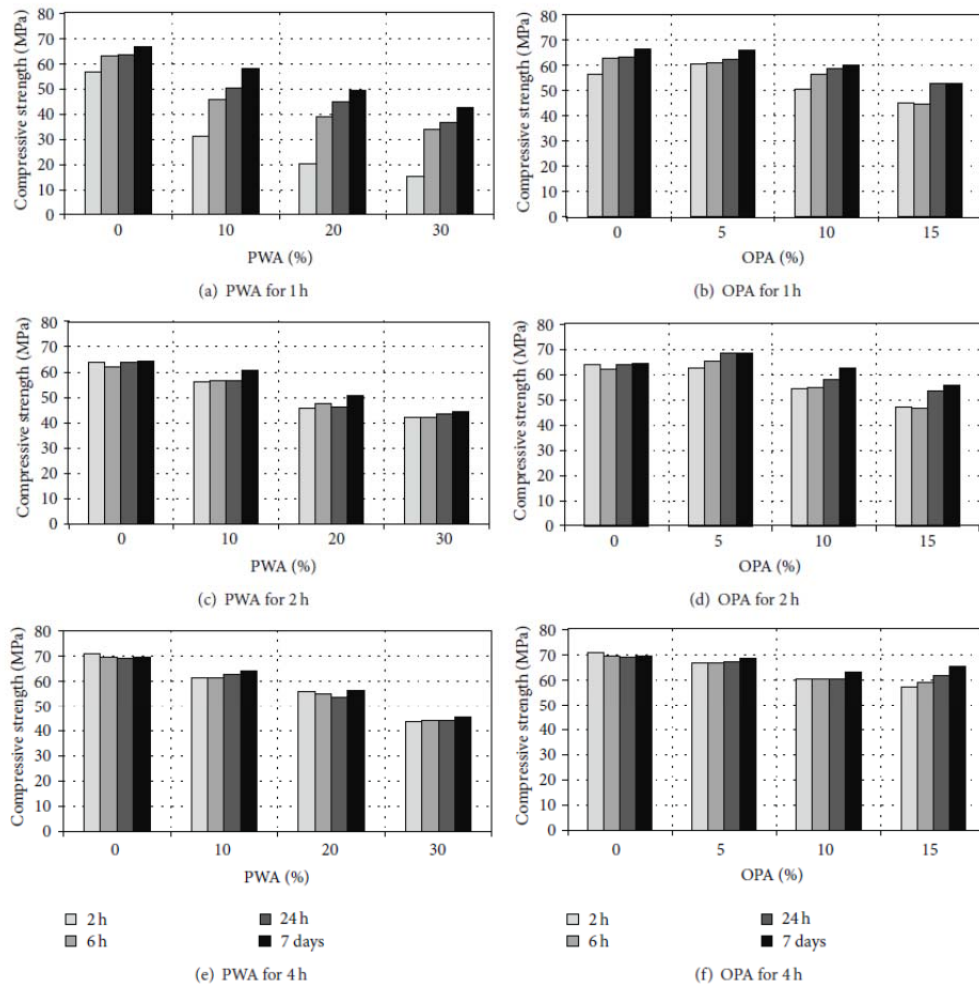 Compressive strength (MPa)
80
70
60
50
40
30
20
10
0
0 10 20 30
PWA (%)
(a) PWA for 1 h
Compressive strength (MPa)
80
70
60
50
40
30
20
10
0
0 5 10 15
OPA (%)
(b) OPA for 1 h
Compressive strength (MPa)
80
70
60
50
40
30
20
10
0
0 10 20 30
PWA (%)
(c) PWA for 2 h
Compressive strength (MPa)
80
70
60
50
40
30
20
10
0
0 5 10 15
OPA (%)
(d) OPA for 2 h
Compressive strength (MPa)
80
70
60
50
40
30
20
10
0
0 10 20 30
PWA (%)
2 h 24 h
6 h 7 days
(e) PWA for 4 h
Compressive strength (MPa)
80
70
60
50
40
30
20
10
0
0 5 10 15
OPA (%)
2 h 24 h
6 h 7 days
(f) OPA for 4 h